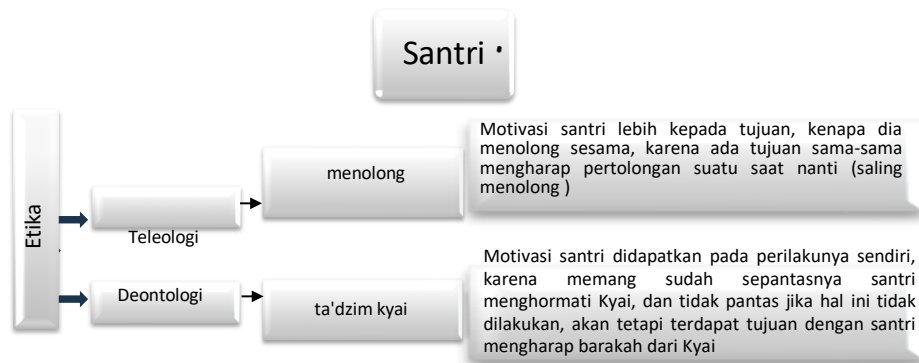 Santri
Etika
Teleologi
menolong
Motivasi santri lebih kepada tujuan, kenapa dia
menolong sesama, karena ada tujuan sama-sama
mengharap pertolongan suatu saat nanti (saling
menolong )
Deontologi
ta'dzim kyai
Motivasi santri didapatkan pada perilakunya sendiri,
karena memang sudah sepantasnya santri
menghormati Kyai, dan tidak pantas jika hal ini tidak
dilakukan, akan tetapi terdapat tujuan dengan santri
mengharap barakah dari Kyai